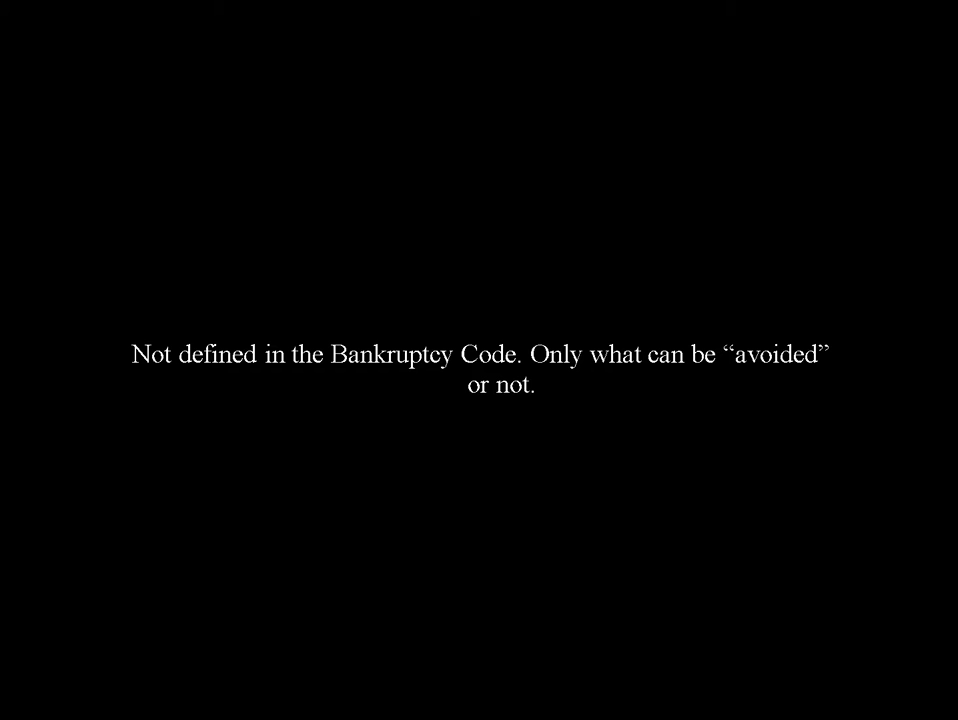 Not defined in the Bankruptcy Code. Only what can be “avoided”
or not.